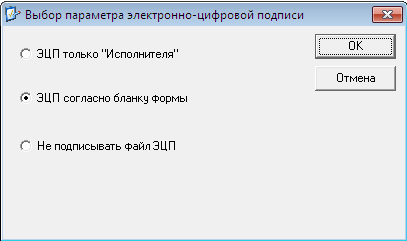 Выбор параметра электронно-цифровой подписи
ЭЦП только "Исполнителя"
OK
Отмена
ЭЦП согласно бланку формы
Не подписывать файл ЭЦП